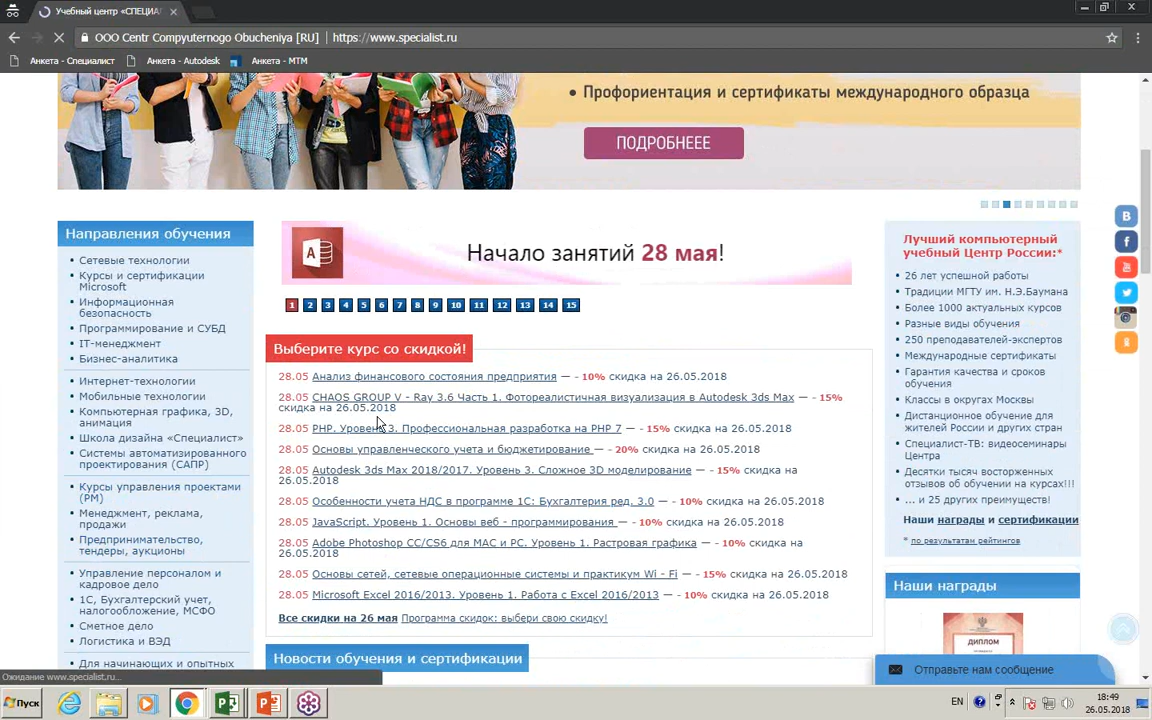 Учебный центр «СПЕЦИА
OOO Centr Compyuternogo Obucheniya [RU] | https://www.specialist.ru
Анкета - Специалист
Анкета - Autodesk
Анкета - МТМ
• Профориентация и сертификаты международного образца
ПОДРОБНЕЕЕ
Направления обучения
• Сетевые технологии
• Курсы и сертификации
Microsoft
• Информационная
безопасность
• Программирование и СУБД
• IT-менеджмент
• Бизнес-аналитика
• Интернет-технологии
• Мобильные технологии
• Компьютерная графика, 3D,
анимация
• Школа дизайна «Специалист»
• Системы автоматизированного
проектирования (САПР)
• Курсы управления проектами
(PM)
• Менеджмент, реклама,
продажи
• Предпринимательство,
тендеры, аукционы
• Управление персоналом и
кадровое дело
• 1С, Бухгалтерский учет,
налогообложение, МСФО
• Сметное дело
• Логистика и ВЭД
• Для начинающих и опытных
A
Начало занятий 28 мая!
1 2 3 4 5 6 7 8 9 10 11 12 13 14 15
Выберите курс со скидкой!
28.05 Анализ финансового состояния предприятия — - 10% скидка на 26.05.2018
28.05 CHAOS GROUP V - Ray 3.6 Часть 1. Фотореалистичная визуализация в Autodesk 3ds Max — - 15%
скидка на 26.05.2018
28.05 PHP. Уровень 3. Профессиональная разработка на PHP 7 — - 15% скидка на 26.05.2018
28.05 Основы управленческого учета и бюджетирование — - 20% скидка на 26.05.2018
28.05 Autodesk 3ds Max 2018/2017. Уровень 3. Сложное 3D моделирование — - 15% скидка на
26.05.2018
28.05 Особенности учета НДС в программе 1С: Бухгалтерия ред. 3.0 — - 10% скидка на 26.05.2018
28.05 JavaScript. Уровень 1. Основы веб - программирования — - 10% скидка на 26.05.2018
28.05 Adobe Photoshop CC/CS6 для MAC и PC. Уровень 1. Растровая графика — - 10% скидка на
26.05.2018
28.05 Основы сетей, сетевые операционные системы и практикум Wi - Fi — - 15% скидка на 26.05.2018
28.05 Microsoft Excel 2016/2013. Уровень 1. Работа с Excel 2016/2013 — - 10% скидка на 26.05.2018
Все скидки на 26 мая Программа скидок: выбери свою скидку!
Новости обучения и сертификации
Лучший компьютерный
учебный Центр России:*
• 26 лет успешной работы
• Традиции МГТУ им. Н.Э.Баумана
• Более 1000 актуальных курсов
• Разные виды обучения
• 250 преподавателей-экспертов
• Международные сертификаты
• Гарантия качества и сроков
обучения
• Классы в округах Москвы
• Дистанционное обучение для
жителей России и других стран
• Специалист-ТВ: видеосеминары
Центра
• Десятки тысяч восторженных
отзывов об обучении на курсах!!!
• ... и 25 других преимуществ!
Наши награды и сертификации
* по результатам рейтингов
Наши награды
ДИПЛОМ
Отправьте нам сообщение
Ожидание www.specialist.ru...
Пуск
EN
18:49
26.05.2018